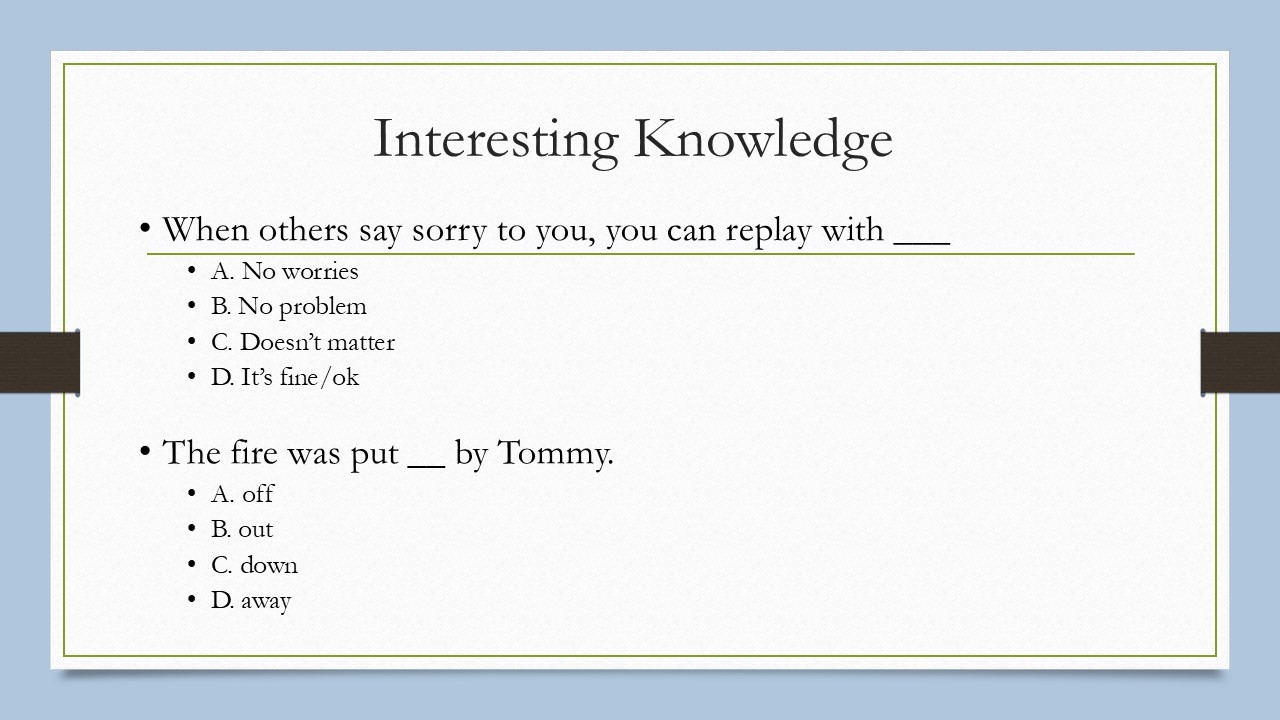 Interesting Knowledge
• When others say sorry to you, you can replay with ___
• A. No worries
• B. No problem
• C. Doesn’t matter
• D. It’s fine/ok
• The fire was put __ by Tommy.
• A. off
• B. out
• C. down
• D. away